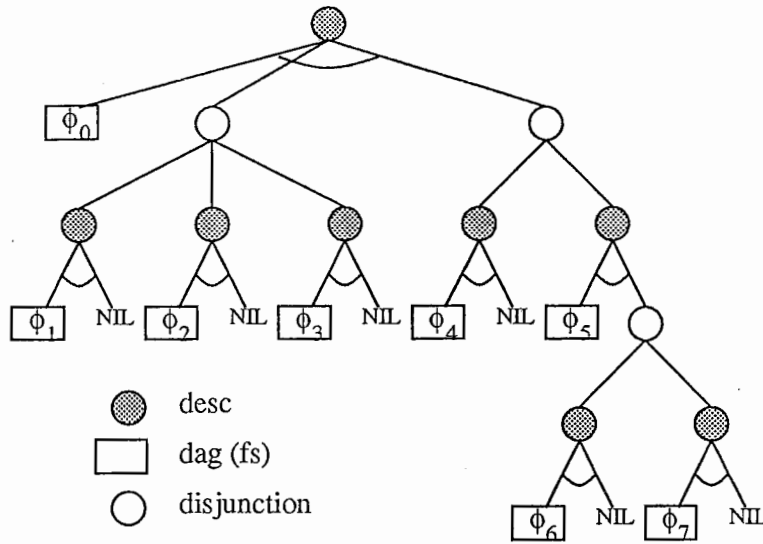 ϕ0
ϕ1 NIL ϕ2 NIL ϕ3 NIL ϕ4 NIL ϕ5
desc
dag (fs)
disjunction
ϕ6 NIL ϕ7 NIL